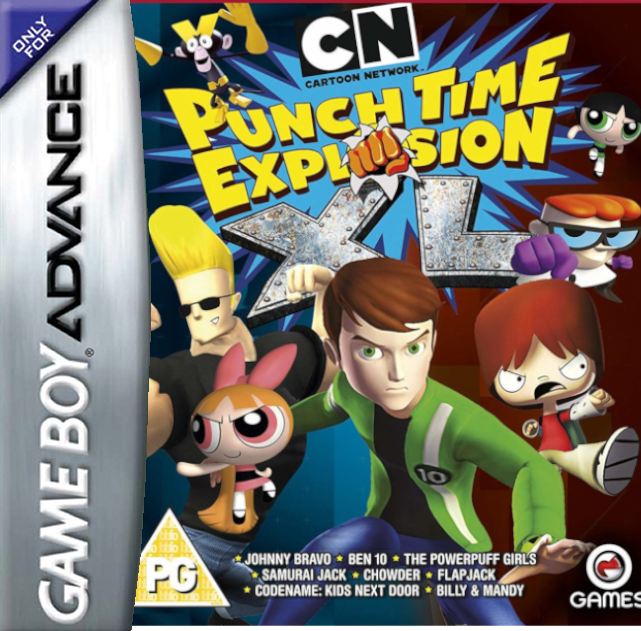 ONLY
FOR
GAME BOY ADVANCE
®
CN
CARTOON NETWORK™
PUNCH TIME
EXPLOSION
XL
10
PG
★ JOHNNY BRAVO ★ BEN 10 ★ THE POWERPUFF GIRLS
★ SAMURAI JACK ★ CHOWDER ★ FLAPJACK
★ CODENAME: KIDS NEXT DOOR ★ BILLY & MANDY
GAMES